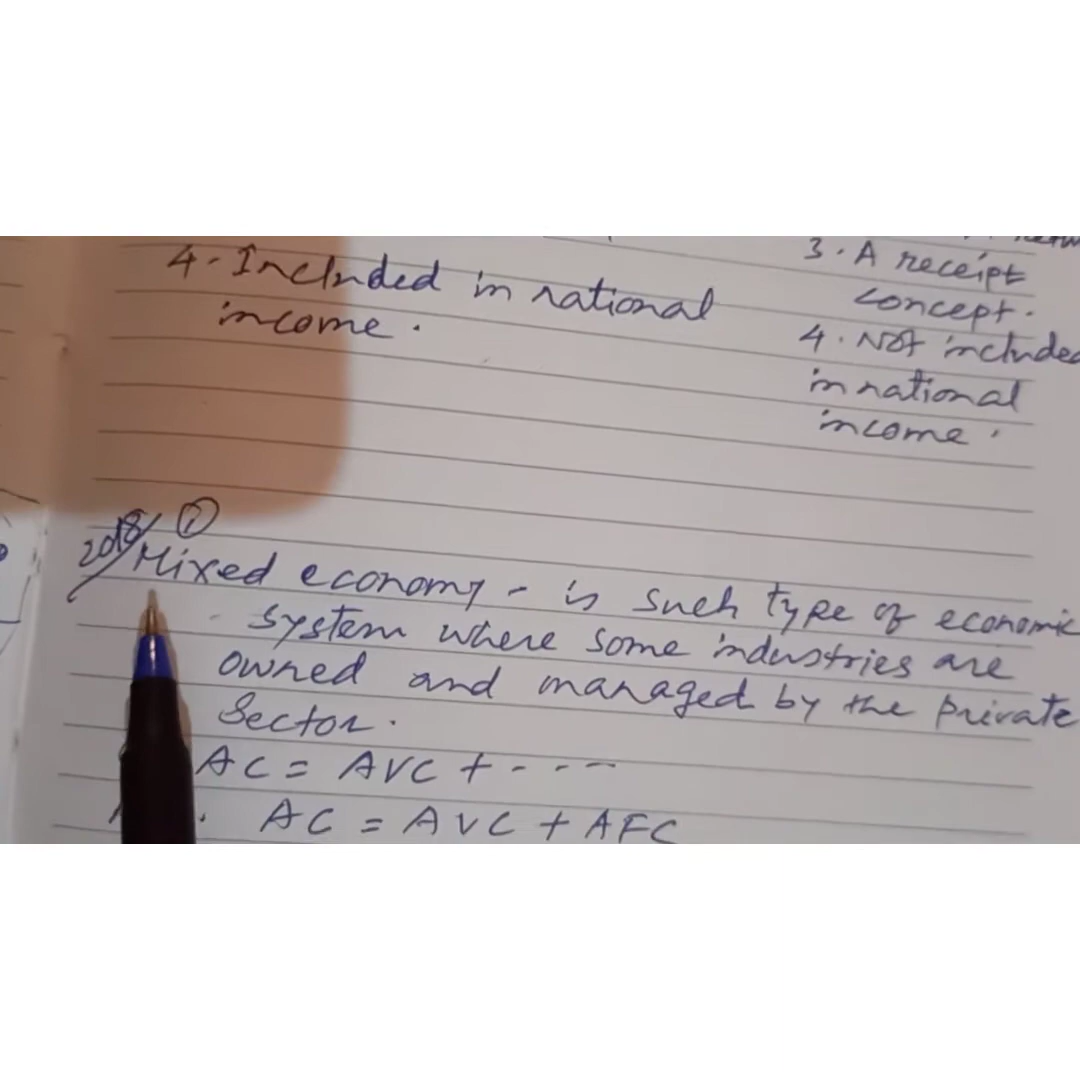 4. Included in national
income.
3. A receipt
concept.
4. Not included
in national
income.
2018 ①
Mixed economy - is such type of economic
system where some industries are
owned and managed by the private
sector.
AC = AVC + - - - -
AC = AVC + AFC